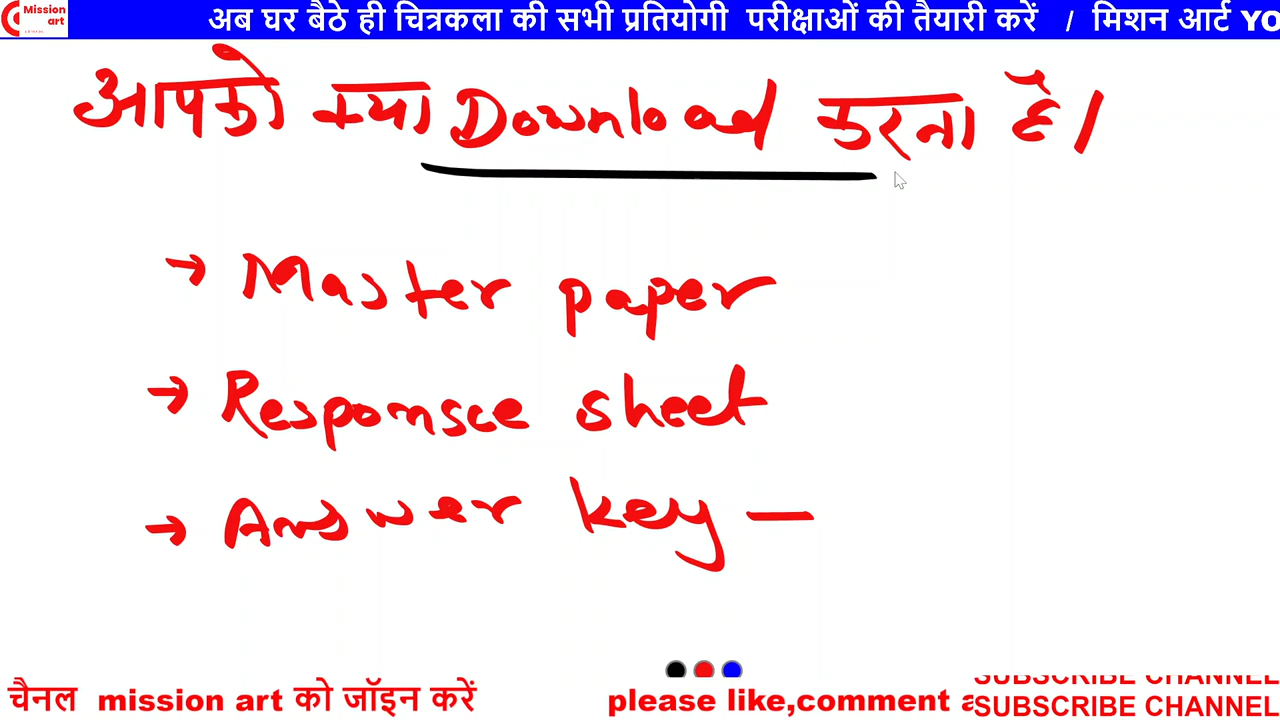 Mission
art
अब घर बैठे ही चित्रकला की सभी प्रतियोगी परीक्षाओं की तैयारी करें / मिशन आर्ट YO
आपको क्या Download करना है।
→ Master paper
→ Responsce sheet
→ Answer key —
चैनल mission art को जॉइन करें
please like,comment a
SUBSCRIBE CHANNEL
SUBSCRIBE CHANNEL